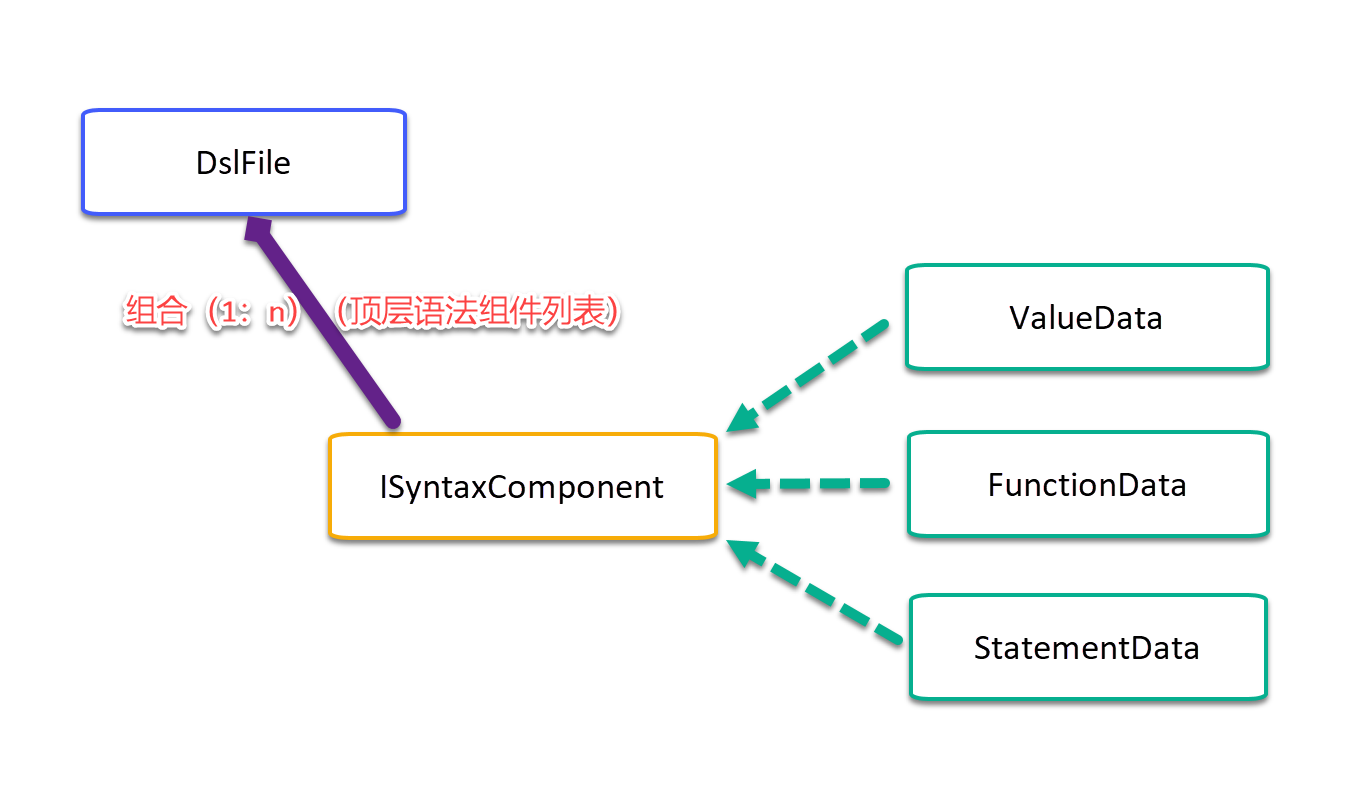 DslFile
组合（1：n）（顶层语法组件列表）
ValueData
ISyntaxComponent
FunctionData
StatementData